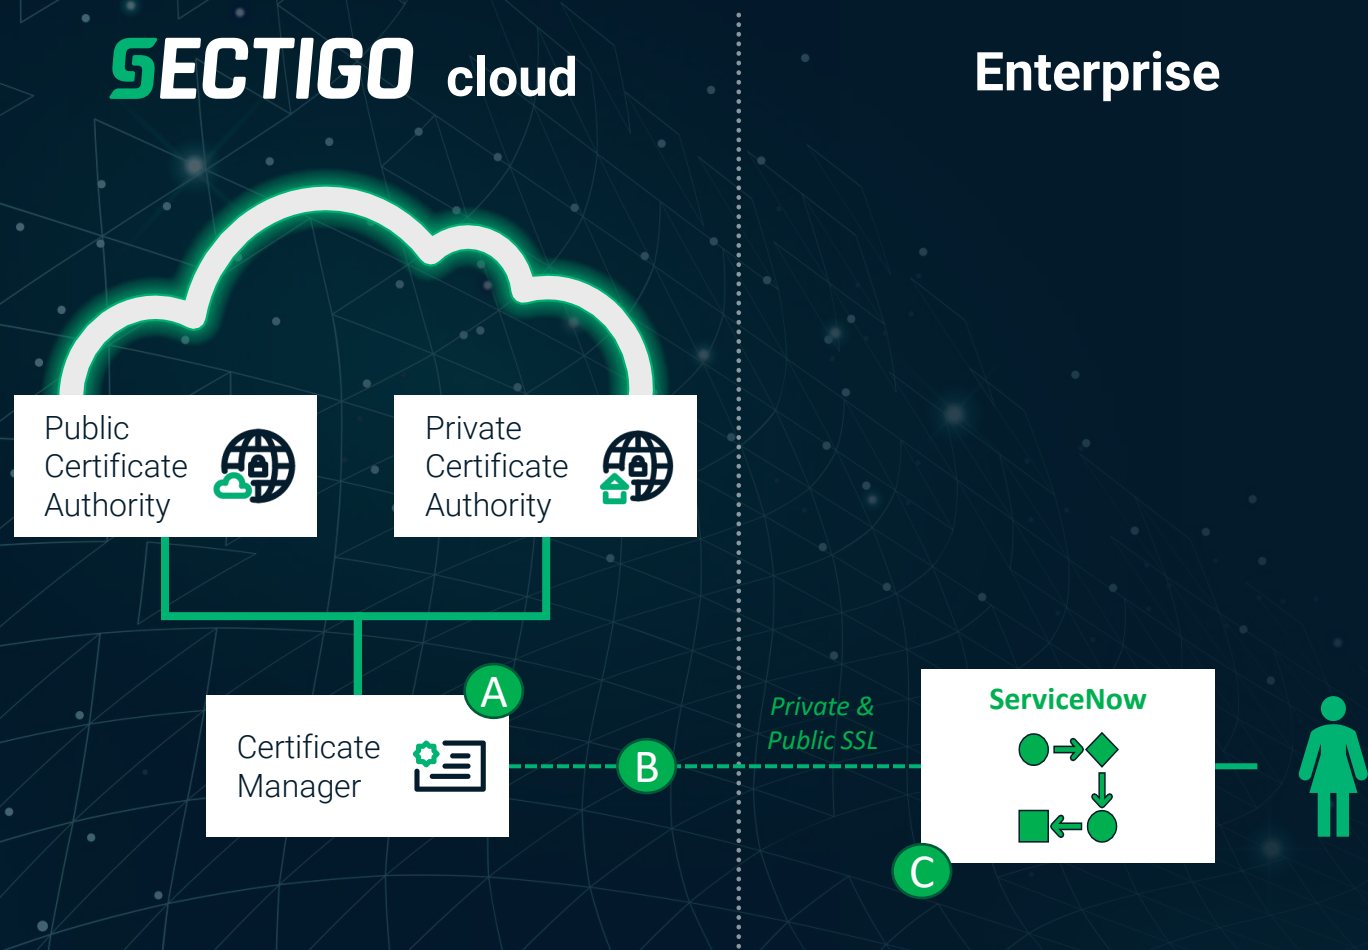 SECTIGO cloud
Enterprise
Public
Certificate
Authority
Private
Certificate
Authority
A
Certificate
Manager
B
Private &
Public SSL
ServiceNow
C